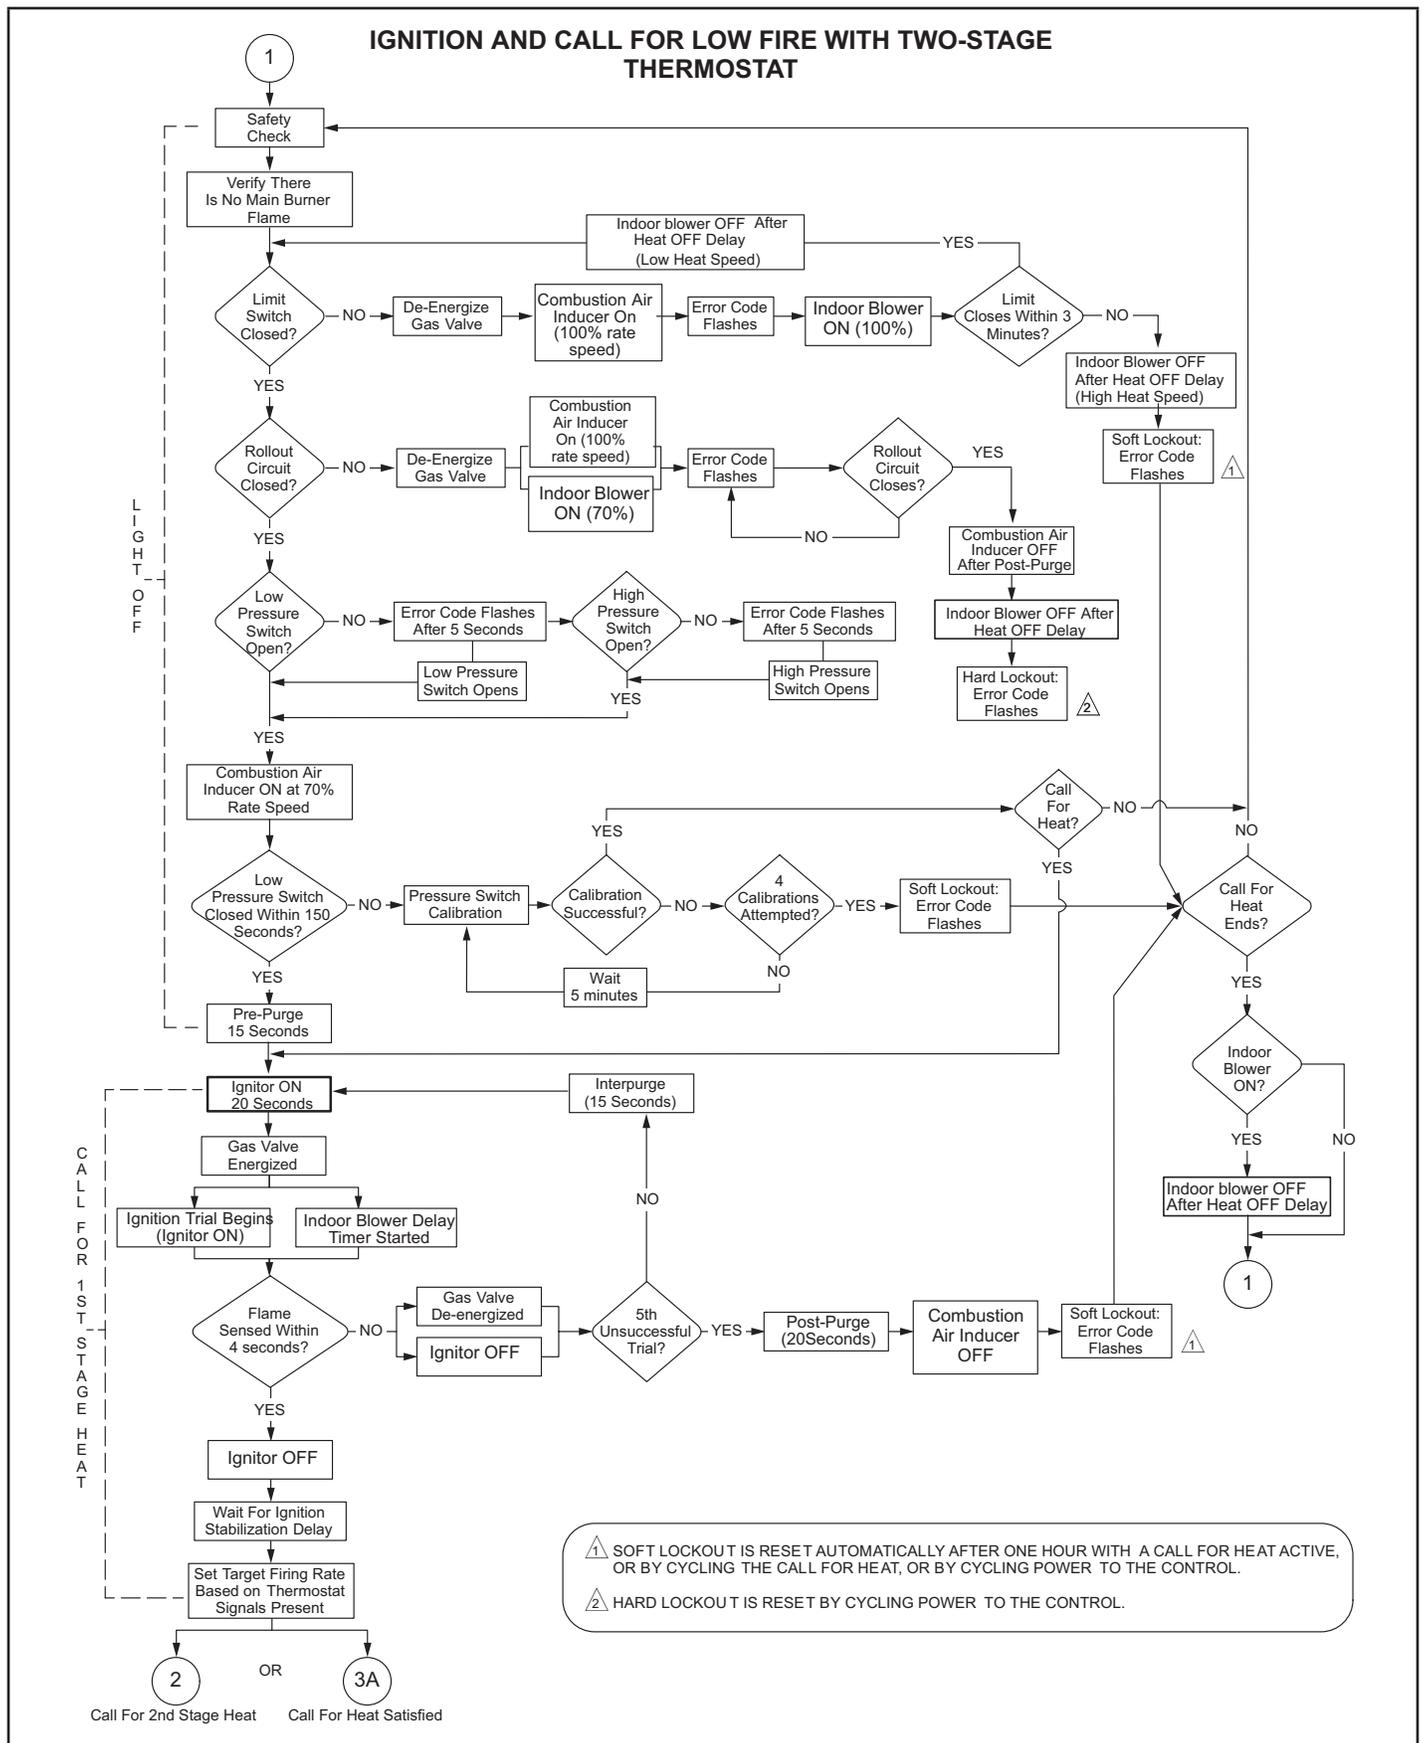 IGNITION AND CALL FOR LOW FIRE WITH TWO-STAGE
THERMOSTAT
1
Safety
Check
Verify There
Is No Main Burner
Flame
Indoor blower OFF After
Heat OFF Delay
(Low Heat Speed)
YES
Limit
Switch
Closed?
NO
De-Energize
Gas Valve
Combustion Air
Inducer On
(100% rate
speed)
Error Code
Flashes
Indoor Blower
ON (100%)
Limit
Closes Within 3
Minutes?
NO
Indoor Blower OFF
After Heat OFF Delay
(High Heat Speed)
Soft Lockout:
Error Code
Flashes
1
YES
Rollout
Circuit
Closed?
NO
De-Energize
Gas Valve
Combustion
Air Inducer
On (100%
rate speed)
Indoor Blower
ON (70%)
Error Code
Flashes
Rollout
Circuit
Closes?
YES
NO
Combustion Air
Inducer OFF
After Post-Purge
Indoor Blower OFF After
Heat OFF Delay
Hard Lockout:
Error Code
Flashes
2
LIGHT OFF
YES
Low
Pressure
Switch
Open?
NO
Error Code Flashes
After 5 Seconds
Low Pressure
Switch Opens
High
Pressure
Switch
Open?
NO
Error Code Flashes
After 5 Seconds
High Pressure
Switch Opens
YES
YES
Combustion Air
Inducer ON at 70%
Rate Speed
Low
Pressure Switch
Closed Within 150
Seconds?
NO
Pressure Switch
Calibration
Calibration
Successful?
YES
NO
4
Calibrations
Attempted?
YES
NO
Wait
5 minutes
Soft Lockout:
Error Code
Flashes
Call
For
Heat?
NO
YES
NO
Call For
Heat
Ends?
YES
Indoor
Blower
ON?
YES
NO
Indoor blower OFF
After Heat OFF Delay
1
YES
Pre-Purge
15 Seconds
Ignitor ON
20 Seconds
Interpurge
(15 Seconds)
Gas Valve
Energized
CALL FOR 1ST STAGE HEAT
Ignition Trial Begins
(Ignitor ON)
Indoor Blower Delay
Timer Started
NO
Flame
Sensed Within
4 seconds?
NO
Gas Valve
De-energized
Ignitor OFF
5th
Unsuccessful
Trial?
YES
Post-Purge
(20Seconds)
Combustion
Air Inducer
OFF
Soft Lockout:
Error Code
Flashes
1
YES
Ignitor OFF
Wait For Ignition
Stabilization Delay
Set Target Firing Rate
Based on Thermostat
Signals Present
2
OR
3A
Call For 2nd Stage Heat
Call For Heat Satisfied
1 SOFT LOCKOUT IS RESET AUTOMATICALLY AFTER ONE HOUR WITH A CALL FOR HEAT ACTIVE,
OR BY CYCLING THE CALL FOR HEAT, OR BY CYCLING POWER TO THE CONTROL.
2 HARD LOCKOUT IS RESET BY CYCLING POWER TO THE CONTROL.